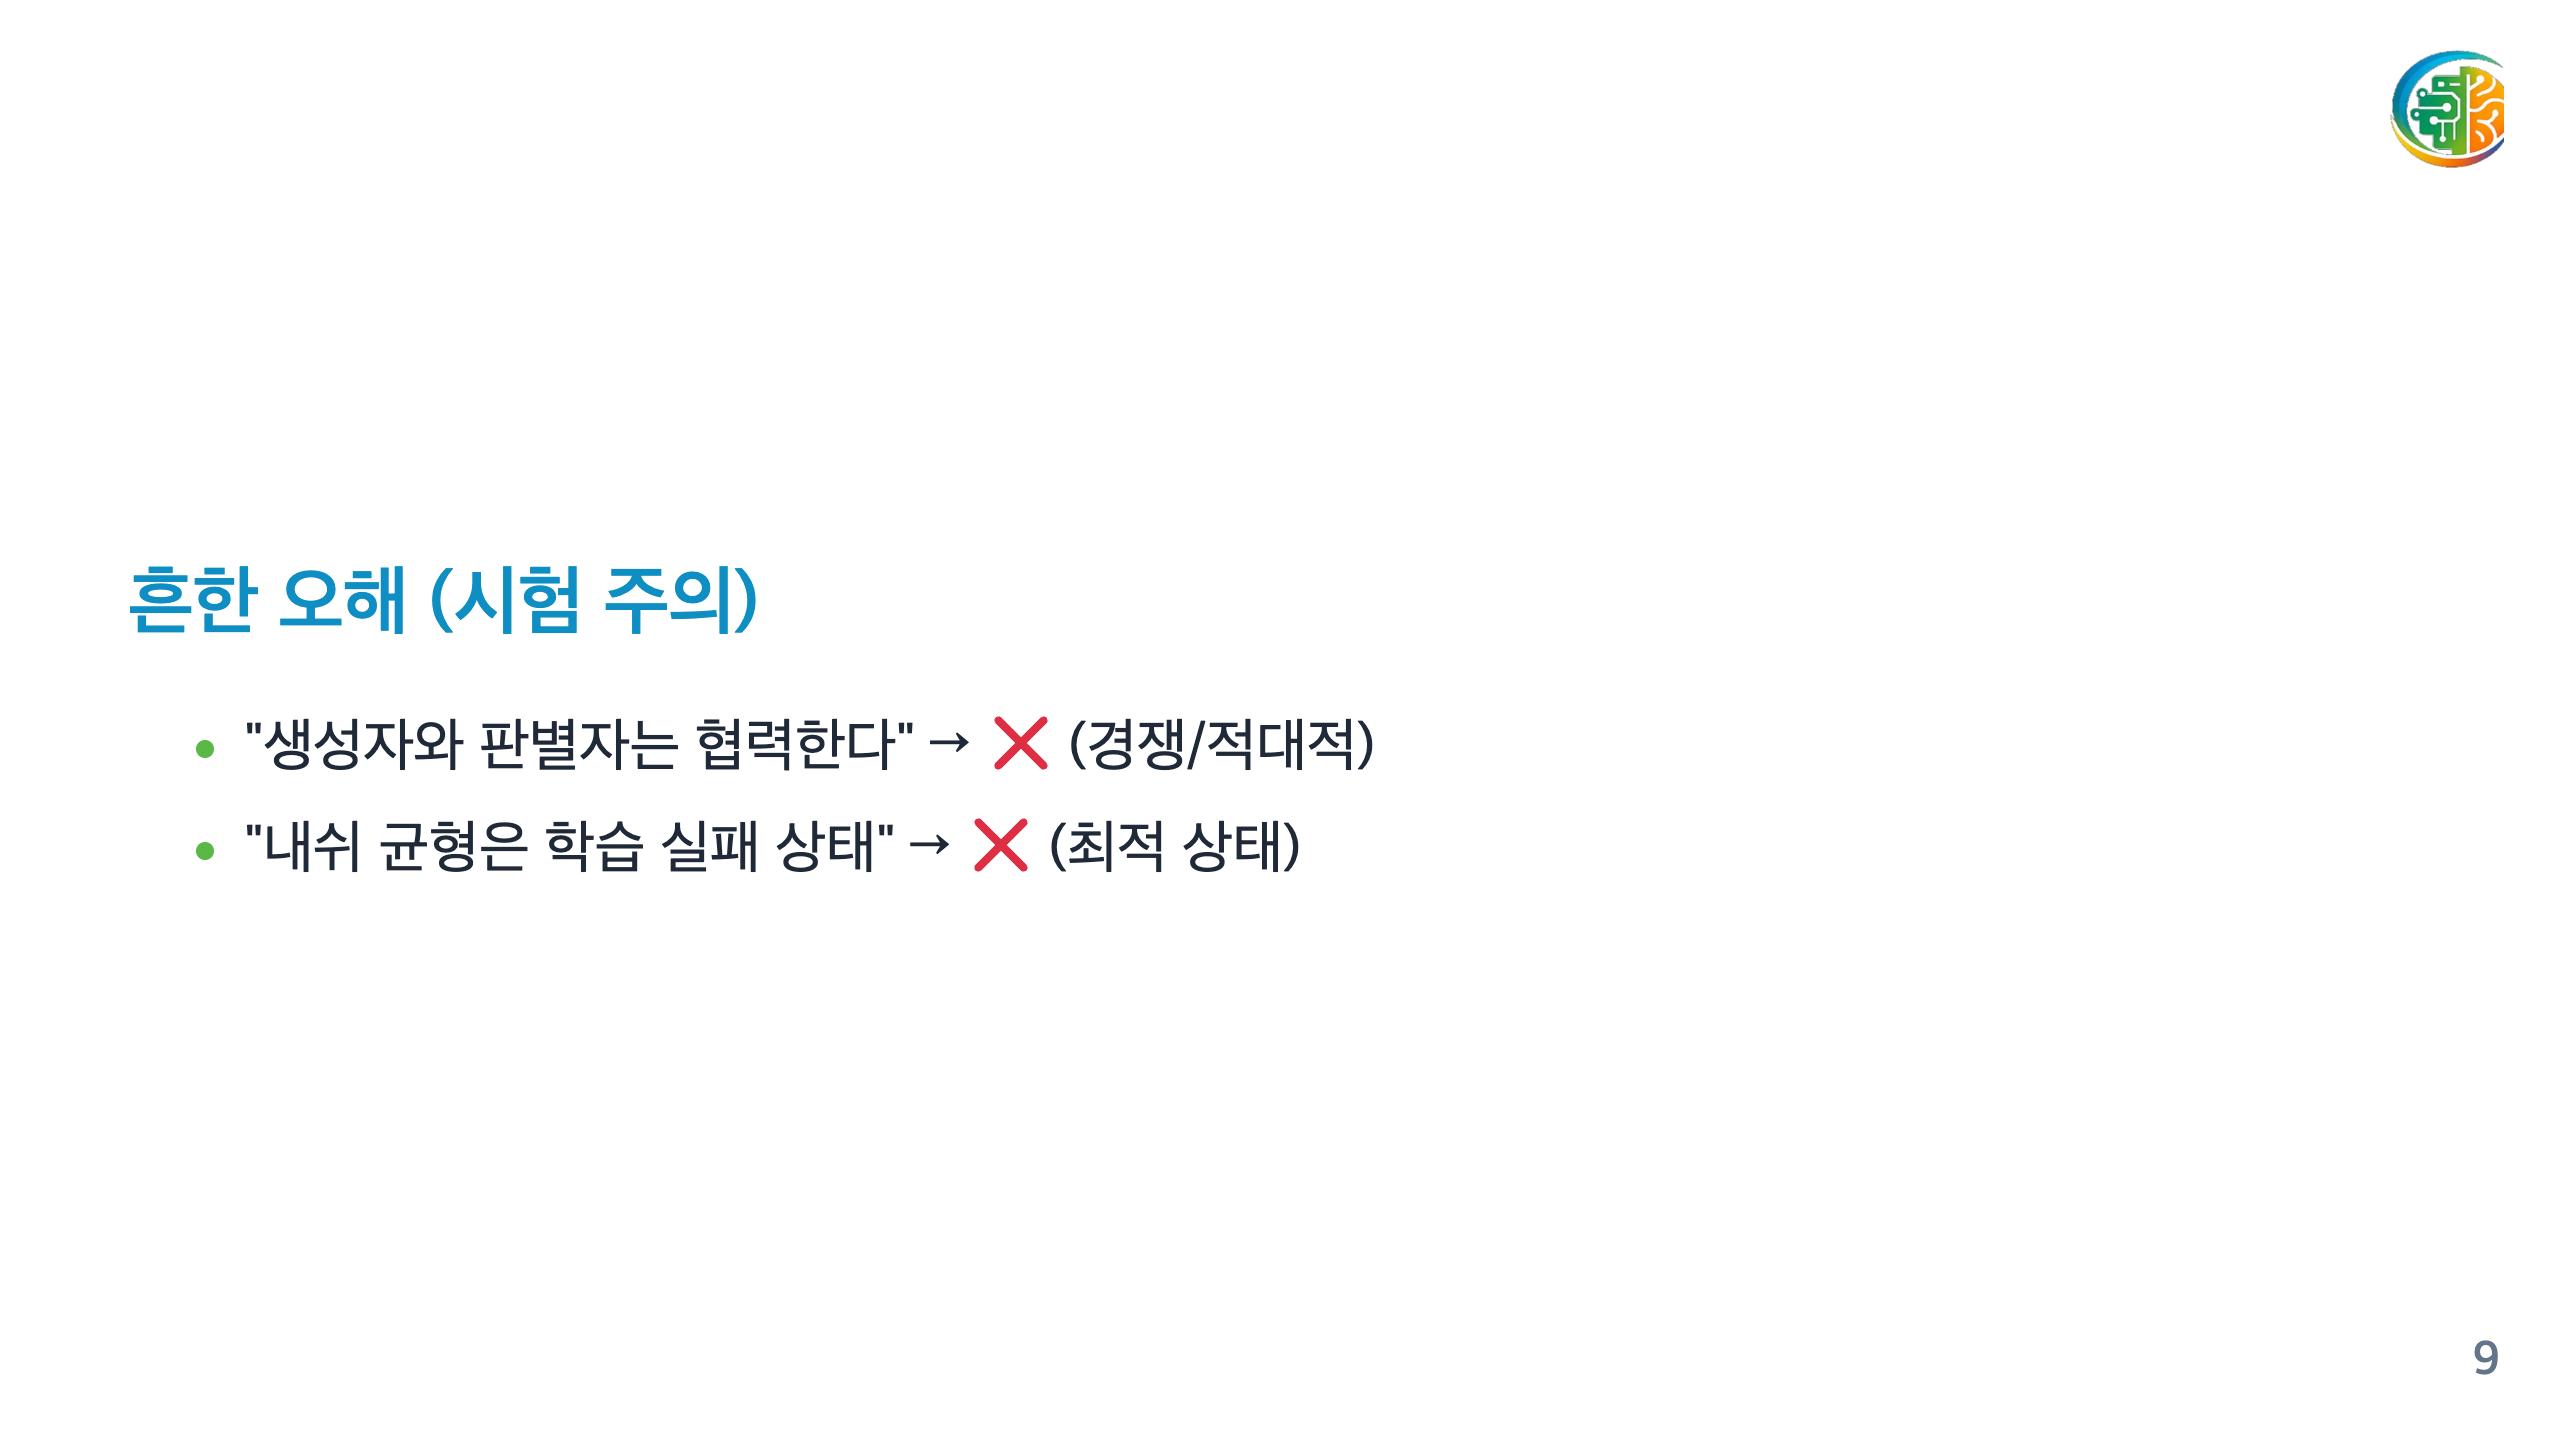 흔한 오해 (시험 주의)
• "생성자와 판별자는 협력한다" → ❌ (경쟁/적대적)
• "내쉬 균형은 학습 실패 상태" → ❌ (최적 상태)
9